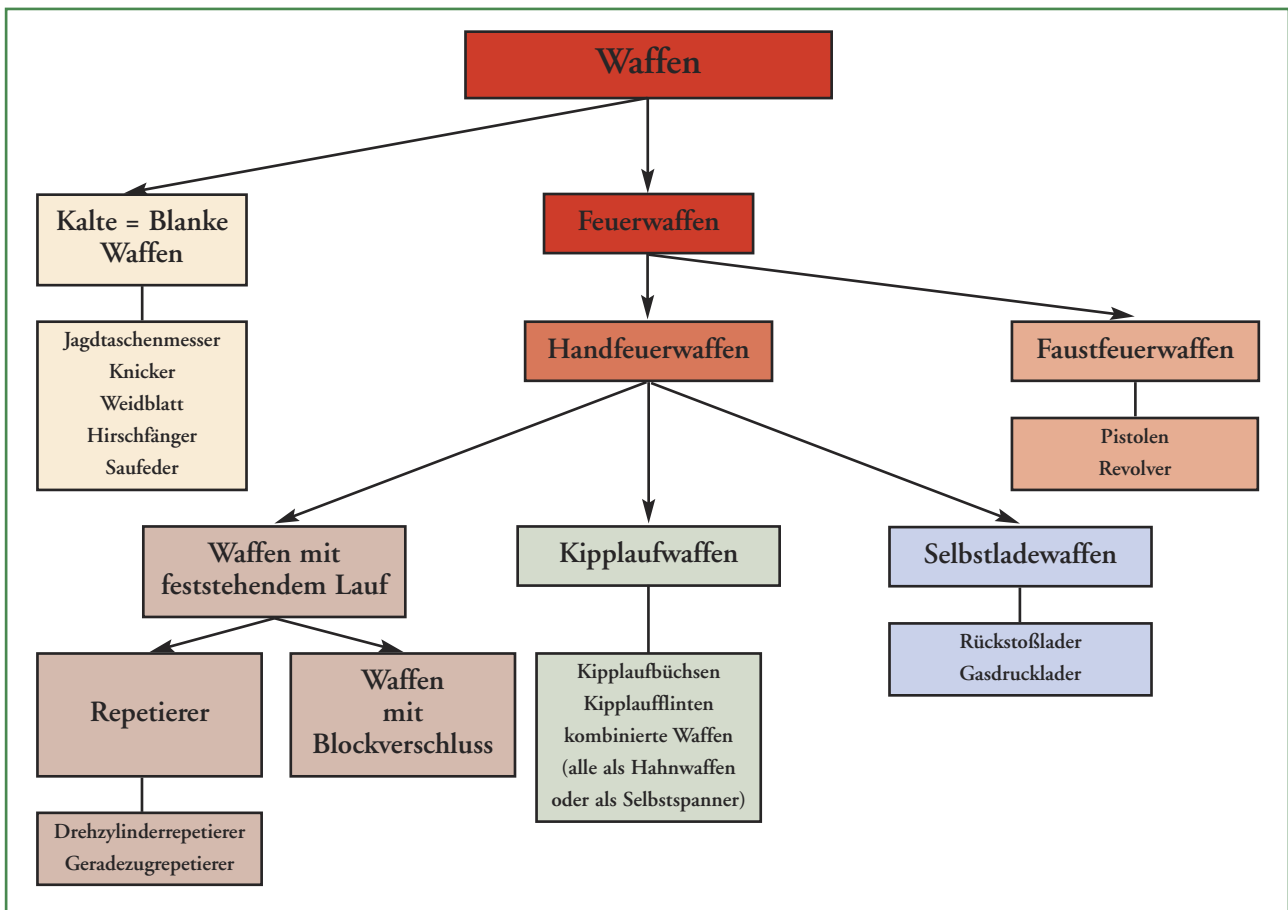 Waffen
Kalte = Blanke
Waffen
Feuerwaffen
Jagdtaschenmesser
Knicker
Weidblatt
Hirschfänger
Saufeder
Handfeuerwaffen
Faustfeuerwaffen
Pistolen
Revolver
Waffen mit
feststehendem Lauf
Kipplaufwaffen
Selbstladewaffen
Rückstoßlader
Gasdrucklader
Repetierer
Waffen
mit
Blockverschluss
Kipplaufbüchsen
Kipplaufflinten
kombinierte Waffen
(alle als Hahnwaffen
oder als Selbstspanner)
Drehzylinderrepetierer
Geradezugrepetierer